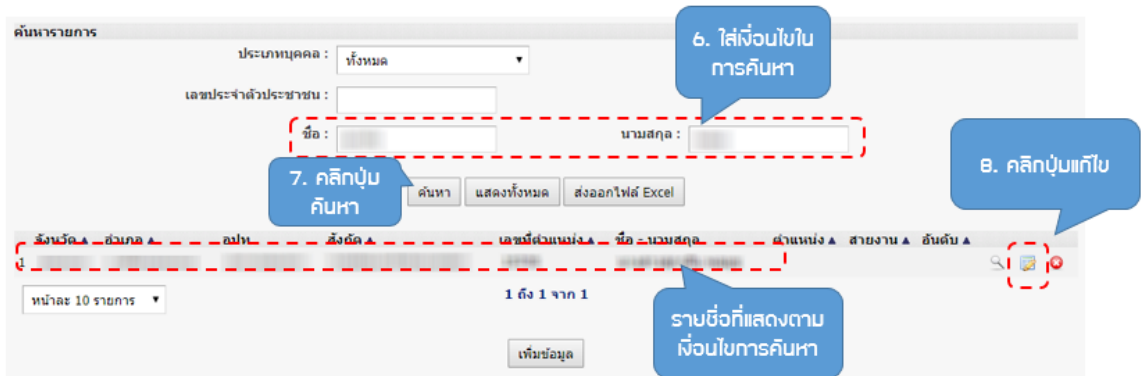 ค้นหารายการ
ประเภทบุคคล : ทั้งหมด
6. ใส่เงื่อนไขใน
การค้นหา
เลขประจำตัวประชาชน :
ชื่อ : นามสกุล :
8. คลิกปุ่มแก้ไข
7. คลิกปุ่ม
ค้นหา
ค้นหา แสดงทั้งหมด ส่งออกไฟล์ Excel
จังหวัด ▲ อำเภอ ▲ อปท. สังกัด ▲ เลขที่ตำแหน่ง ▲ ชื่อ - นามสกุล ตำแหน่ง ▲ สายงาน ▲ อันดับ ▲
1
หน้าละ 10 รายการ 1 ถึง 1 จาก 1
รายชื่อที่แสดงตาม
เงื่อนไขการค้นหา
เพิ่มข้อมูล